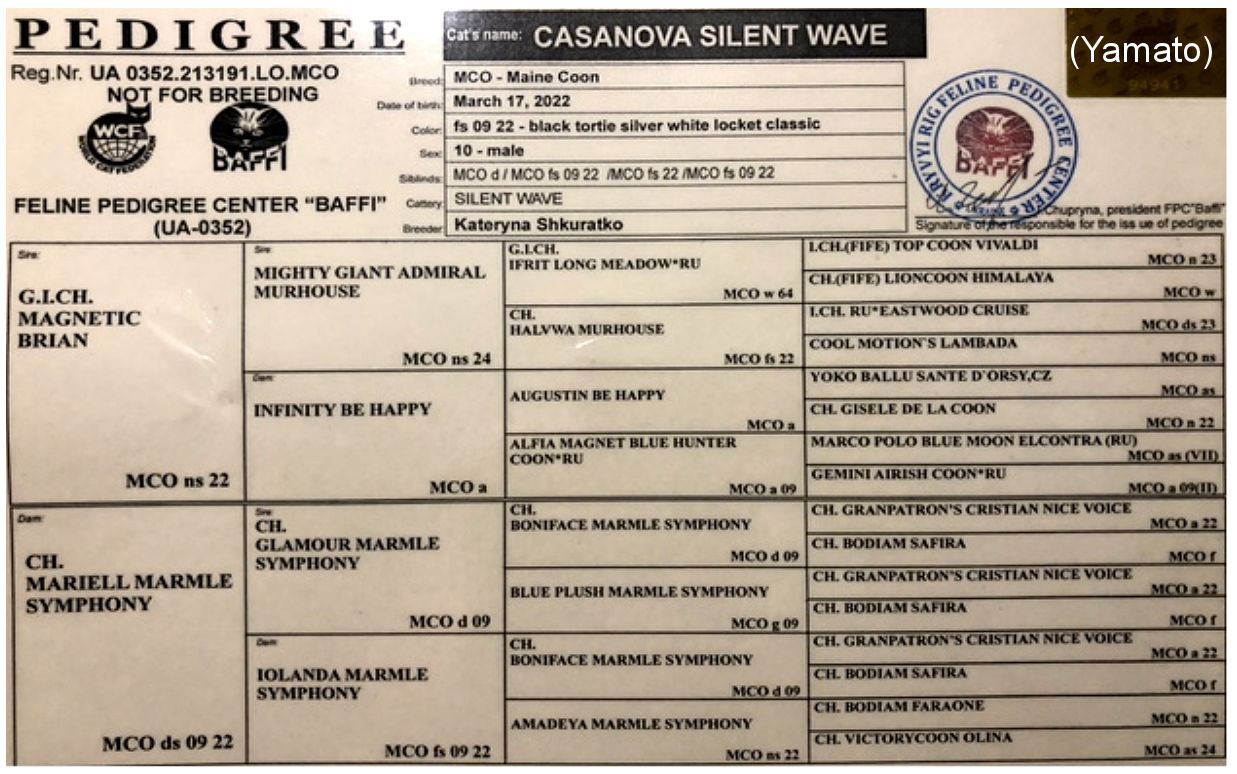 PEDIGREE
Cat's name: CASANOVA SILENT WAVE
(Yamato)
9494
Reg.Nr. UA 0352.213191.LO.MCO
NOT FOR BREEDING
WCF
WORLD CAT FEDERATION
BAFFI
FELINE PEDIGREE CENTER “BAFFI”
(UA-0352)
Breed: MCO - Maine Coon
Date of birth: March 17, 2022
Color: fs 09 22 - black tortie silver white locket classic
Sex: 10 - male
Siblinds: MCO d / MCO fs 09 22 /MCO fs 22 /MCO fs 09 22
Cattery: SILENT WAVE
Breeder: Kateryna Shkuratko
KRYVYI RIG FELINE PEDIGREE CENTER
BAFFI
UKRAINE
Chupryna, president FPC"Baffi"
Signature of the responsible for the iss ue of pedigree
Sire:
G.I.CH.
MAGNETIC
BRIAN
MCO ns 22
Dam:
CH.
MARIELL MARMLE
SYMPHONY
MCO ds 09 22
Sire:
MIGHTY GIANT ADMIRAL
MURHOUSE
MCO ns 24
Dam:
INFINITY BE HAPPY
MCO a
Sire:
CH.
GLAMOUR MARMLE
SYMPHONY
MCO d 09
Dam:
IOLANDA MARMLE
SYMPHONY
MCO fs 09 22
G.I.CH.
IFRIT LONG MEADOW*RU
MCO w 64
CH.
HALVWA MURHOUSE
MCO fs 22
AUGUSTIN BE HAPPY
MCO a
ALFIA MAGNET BLUE HUNTER
COON*RU
MCO a 09
CH.
BONIFACE MARMLE SYMPHONY
MCO d 09
BLUE PLUSH MARMLE SYMPHONY
MCO g 09
CH.
BONIFACE MARMLE SYMPHONY
MCO d 09
AMADEYA MARMLE SYMPHONY
MCO ns 22
I.CH.(FIFE) TOP COON VIVALDI
MCO n 23
CH.(FIFE) LIONCOON HIMALAYA
MCO w
I.CH. RU*EASTWOOD CRUISE
MCO ds 23
COOL MOTION`S LAMBADA
MCO ns
YOKO BALLU SANTE D`ORSY,CZ
MCO as
CH. GISELE DE LA COON
MCO n 22
MARCO POLO BLUE MOON ELCONTRA (RU)
MCO as (VII)
GEMINI AIRISH COON*RU
MCO a 09(II)
CH. GRANPATRON'S CRISTIAN NICE VOICE
MCO a 22
CH. BODIAM SAFIRA
MCO f
CH. GRANPATRON'S CRISTIAN NICE VOICE
MCO a 22
CH. BODIAM SAFIRA
MCO f
CH. GRANPATRON'S CRISTIAN NICE VOICE
MCO a 22
CH. BODIAM SAFIRA
MCO f
CH. BODIAM FARAONE
MCO n 22
CH. VICTORYCOON OLINA
MCO as 24